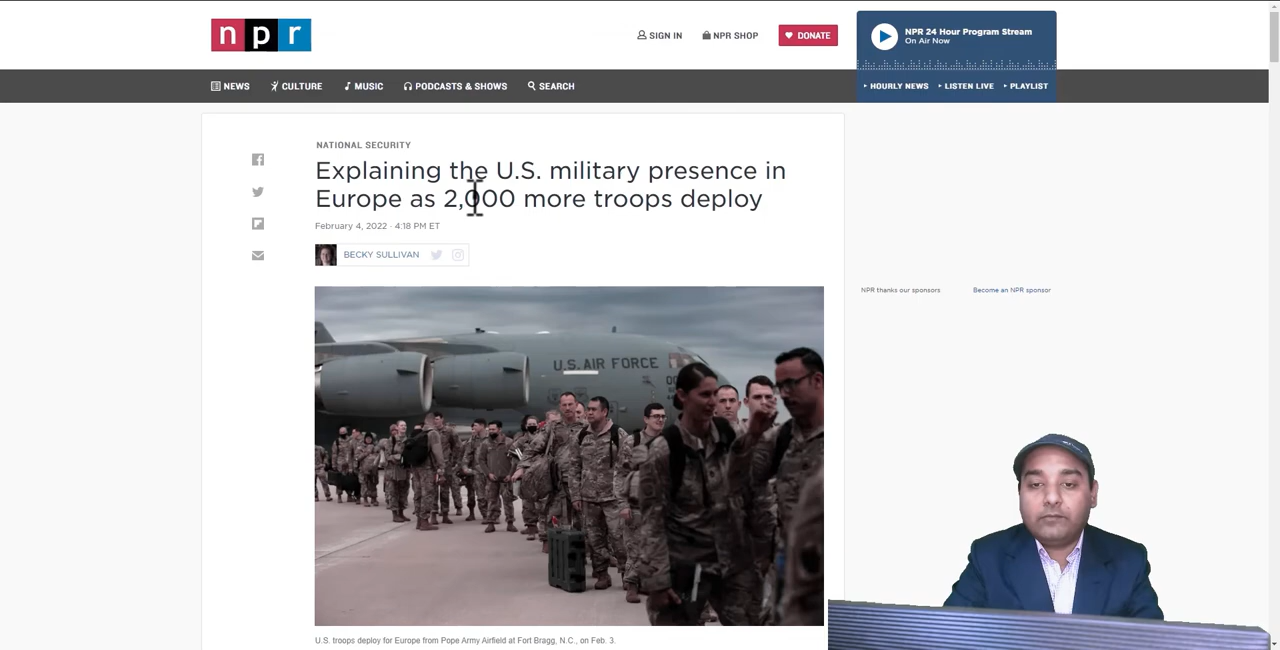 npr
SIGN IN
NPR SHOP
DONATE
NPR 24 Hour Program Stream
On Air Now
HOURLY NEWS
LISTEN LIVE
PLAYLIST
NEWS
CULTURE
MUSIC
PODCASTS & SHOWS
SEARCH
NATIONAL SECURITY
Explaining the U.S. military presence in
Europe as 2,000 more troops deploy
February 4, 2022 · 4:18 PM ET
BECKY SULLIVAN
NPR thanks our sponsors
Become an NPR sponsor
U.S. AIR FORCE
U.S. troops deploy for Europe from Pope Army Airfield at Fort Bragg, N.C., on Feb. 3.